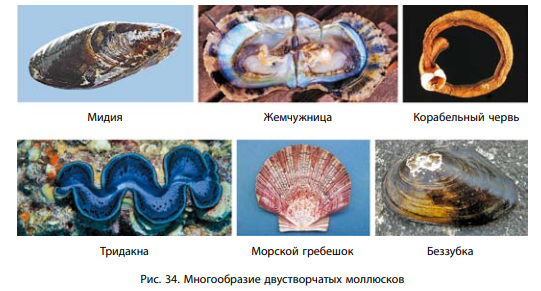 Мидия
Жемчужница
Корабельный червь
Тридакна
Морской гребешок
Беззубка
Рис. 34. Многообразие двустворчатых моллюсков